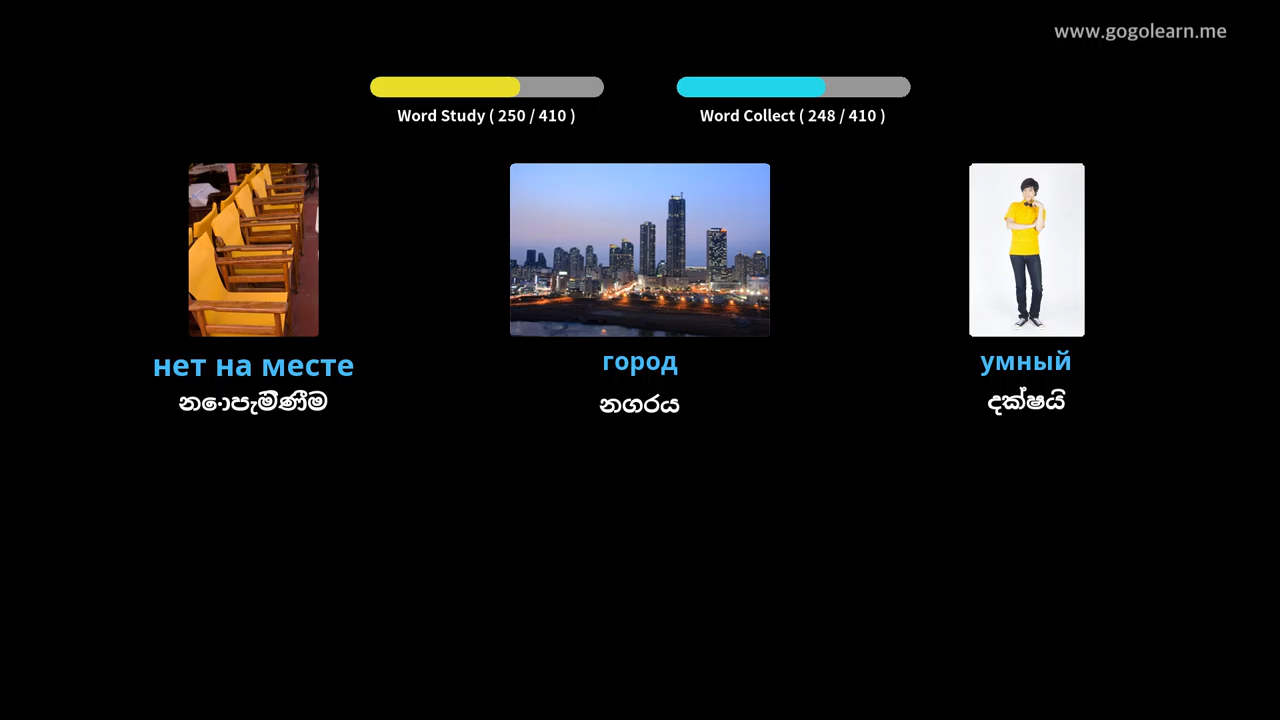 www.gogolearn.me
Word Study ( 250 / 410 )
Word Collect ( 248 / 410 )
нет на месте
город
умный
නොපැමිණීම
නගරය
දක්ෂයි